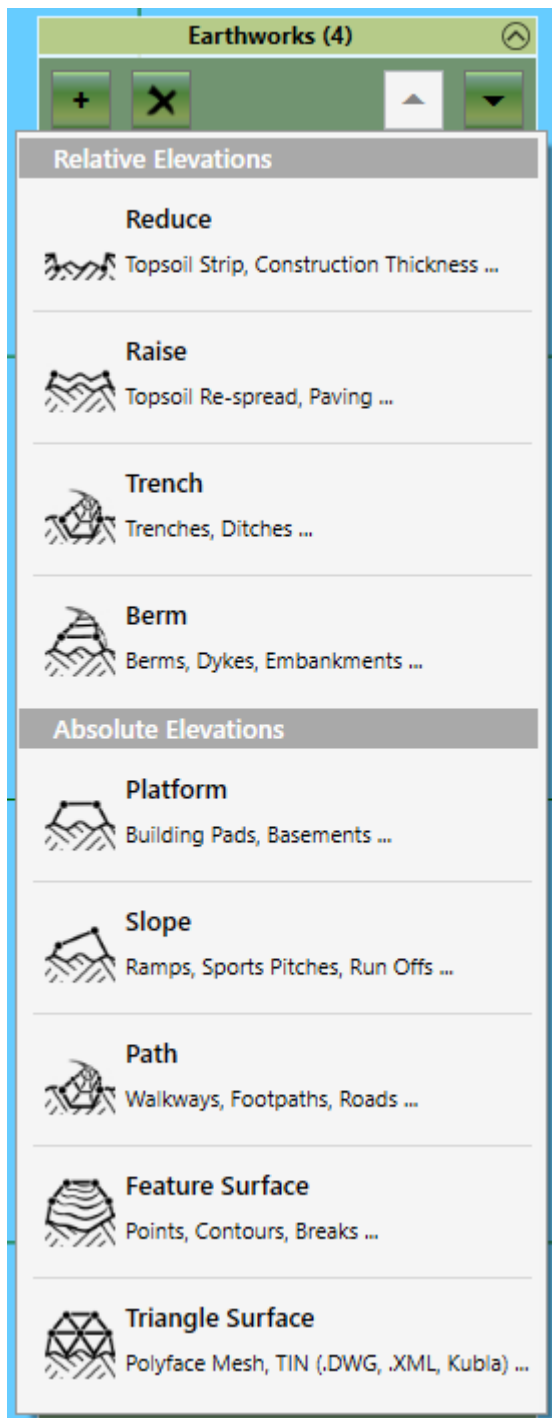 Earthworks (4)
Relative Elevations
Reduce
Topsoil Strip, Construction Thickness ...
Raise
Topsoil Re-spread, Paving ...
Trench
Trenches, Ditches ...
Berm
Berms, Dykes, Embankments ...
Absolute Elevations
Platform
Building Pads, Basements ...
Slope
Ramps, Sports Pitches, Run Offs ...
Path
Walkways, Footpaths, Roads ...
Feature Surface
Points, Contours, Breaks ...
Triangle Surface
Polyface Mesh, TIN (.DWG, .XML, Kubla) ...